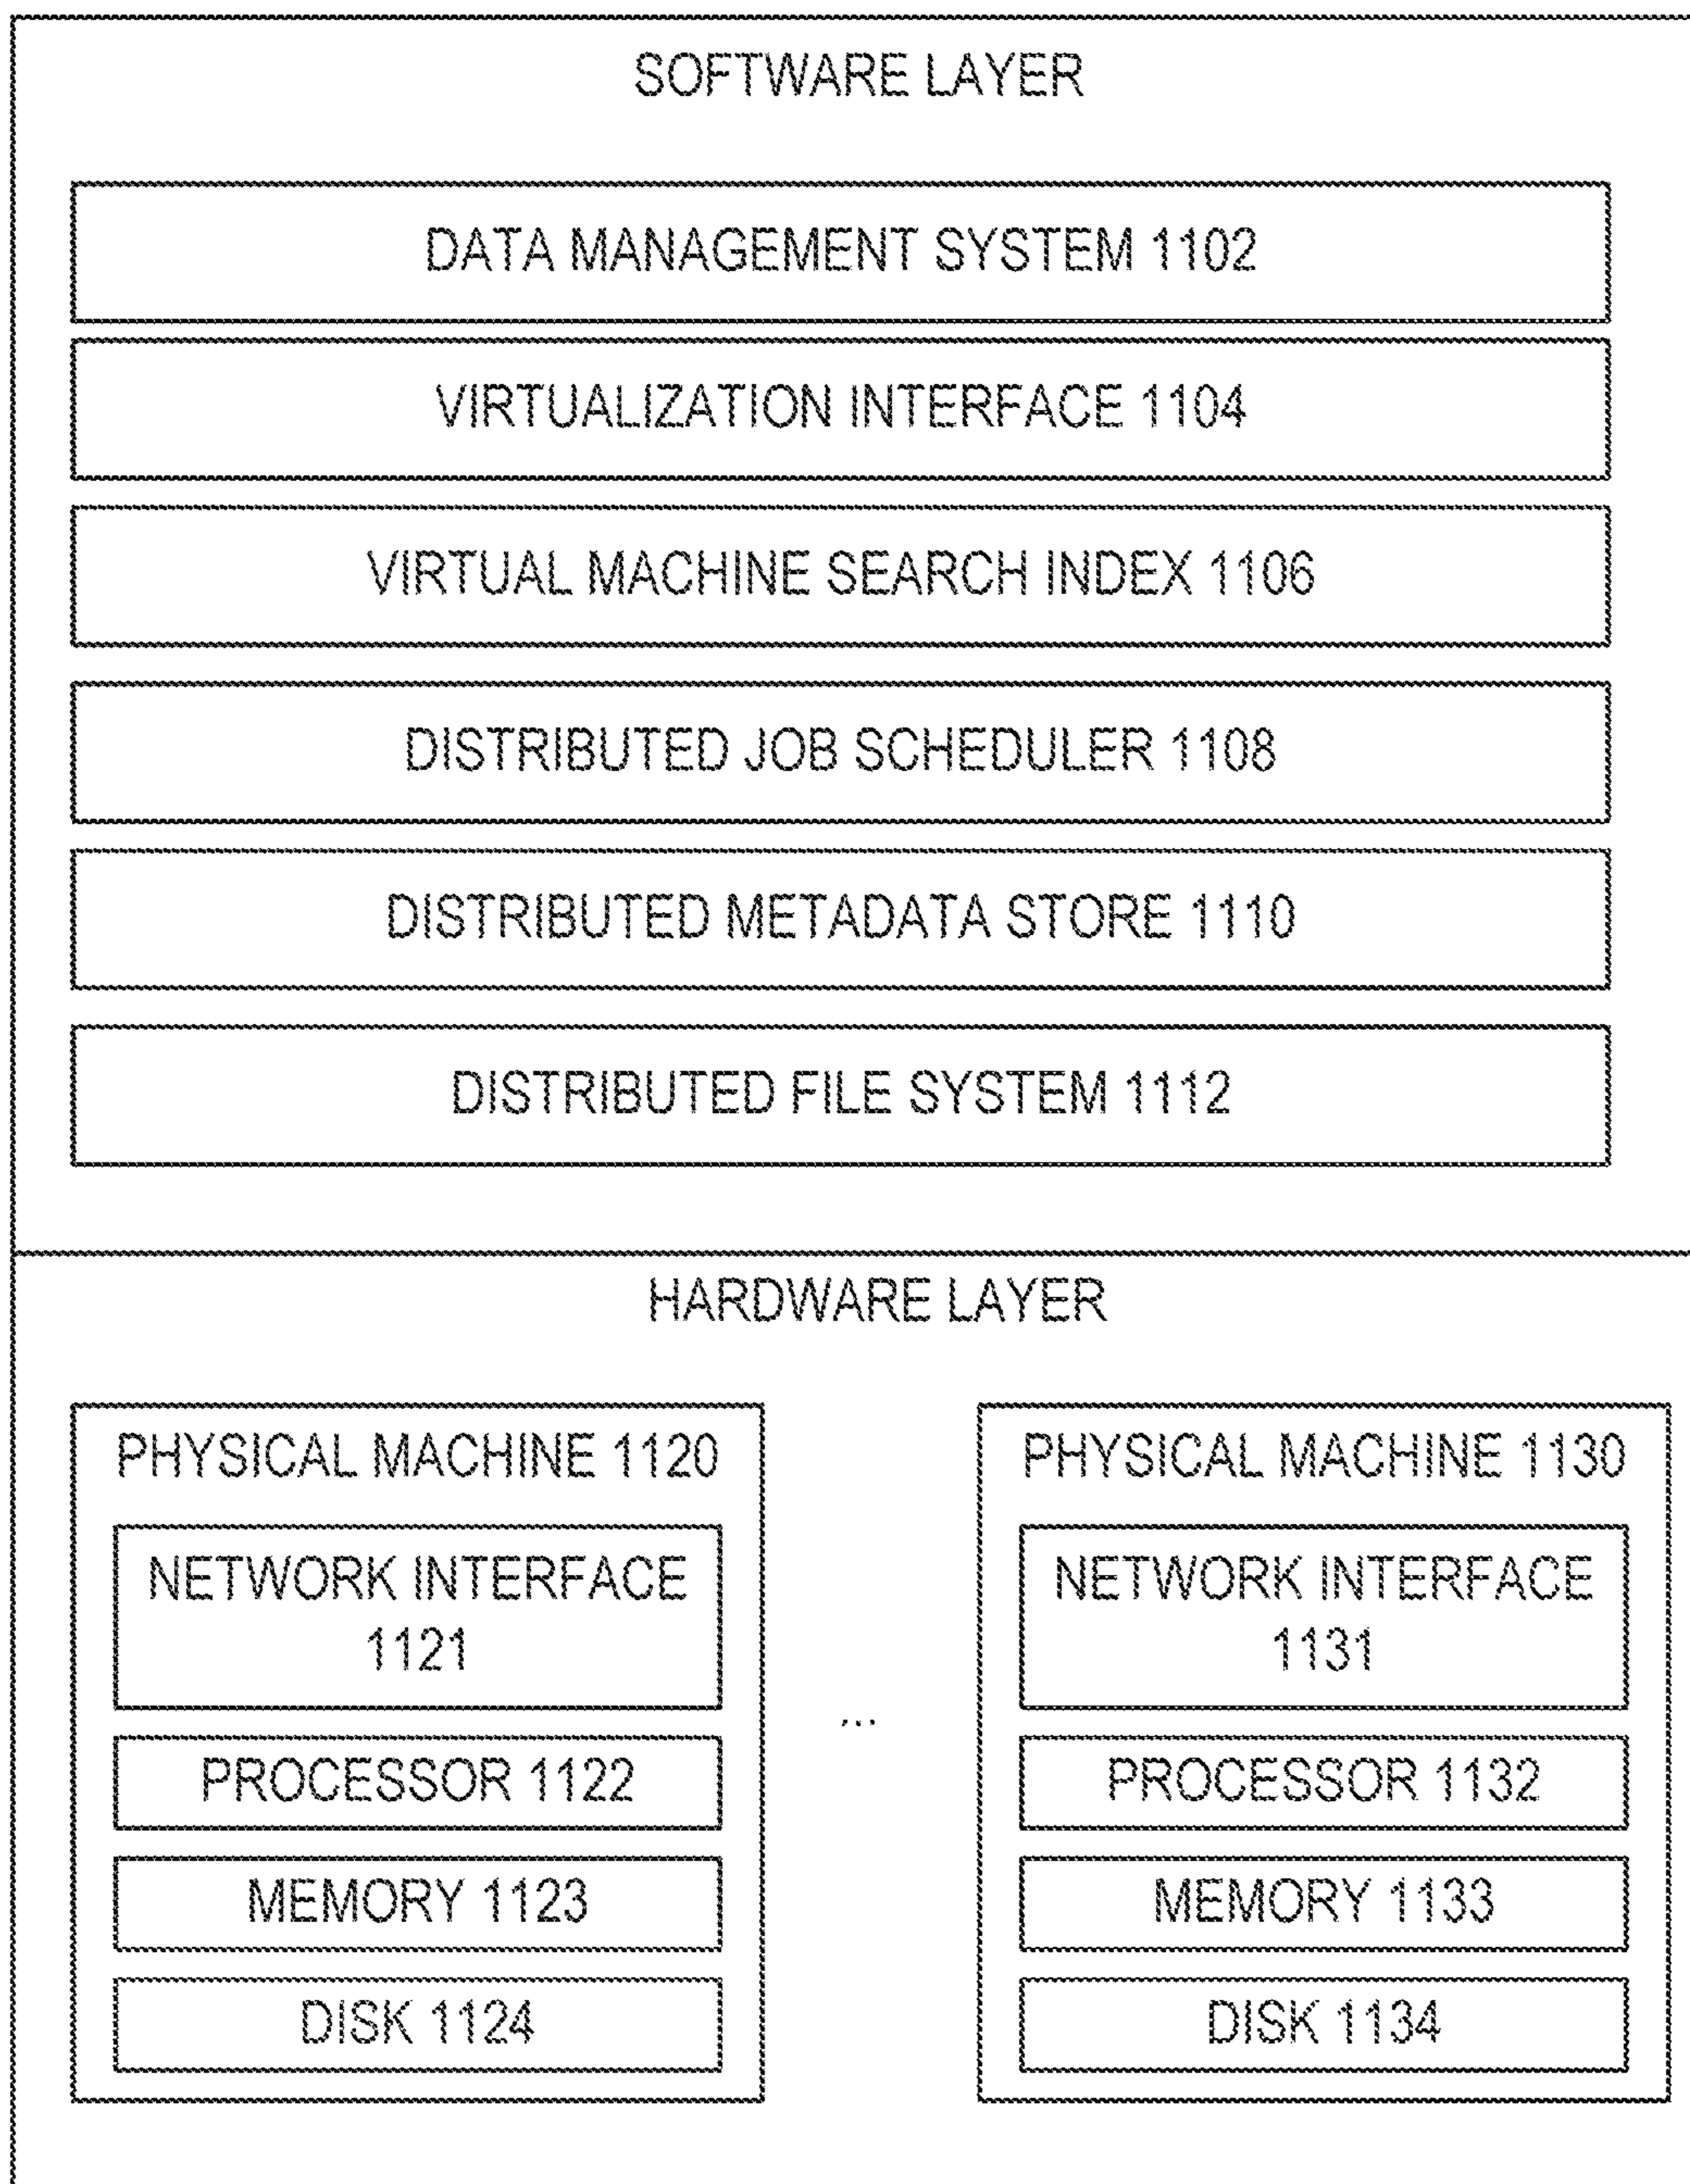 SOFTWARE LAYER
DATA MANAGEMENT SYSTEM 1102
VIRTUALIZATION INTERFACE 1104
VIRTUAL MACHINE SEARCH INDEX 1106
DISTRIBUTED JOB SCHEDULER 1108
DISTRIBUTED METADATA STORE 1110
DISTRIBUTED FILE SYSTEM 1112
HARDWARE LAYER
PHYSICAL MACHINE 1120
NETWORK INTERFACE
1121
PROCESSOR 1122
MEMORY 1123
DISK 1124
...
PHYSICAL MACHINE 1130
NETWORK INTERFACE
1131
PROCESSOR 1132
MEMORY 1133
DISK 1134